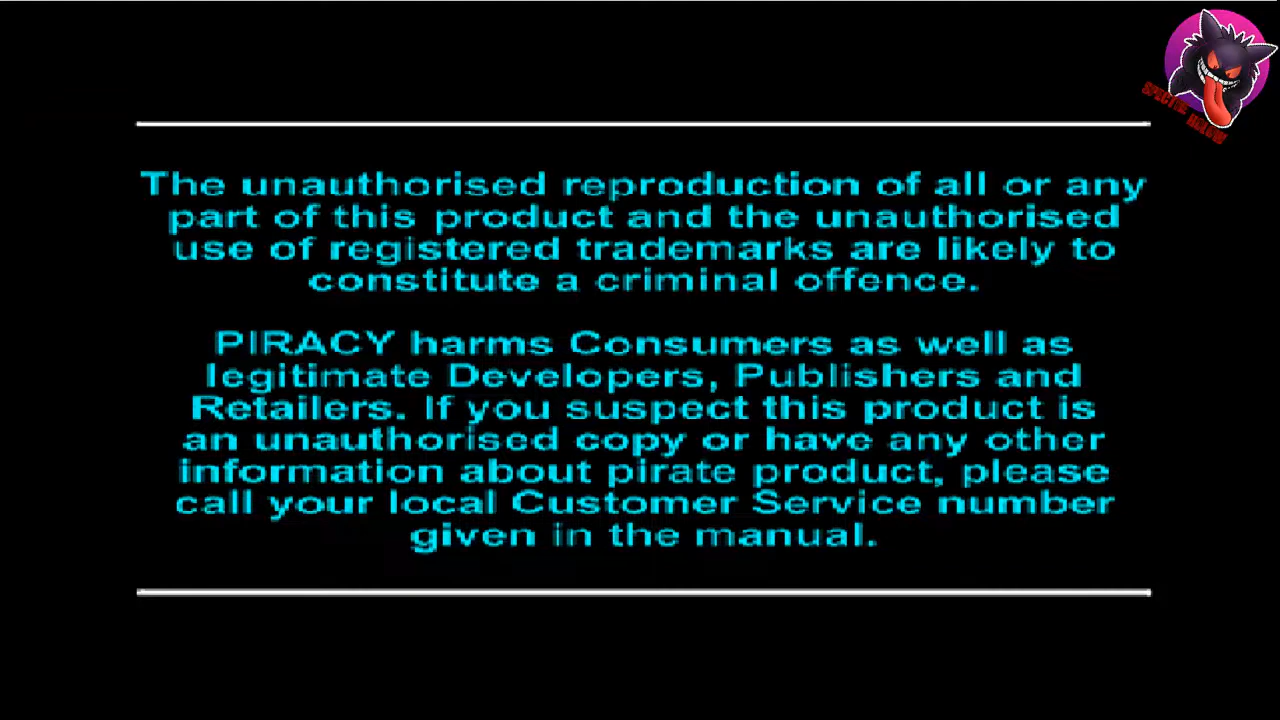 The unauthorised reproduction of all or any
part of this product and the unauthorised
use of registered trademarks are likely to
constitute a criminal offence.
PIRACY harms Consumers as well as
legitimate Developers, Publishers and
Retailers. If you suspect this product is
an unauthorised copy or have any other
information about pirate product, please
call your local Customer Service number
given in the manual.